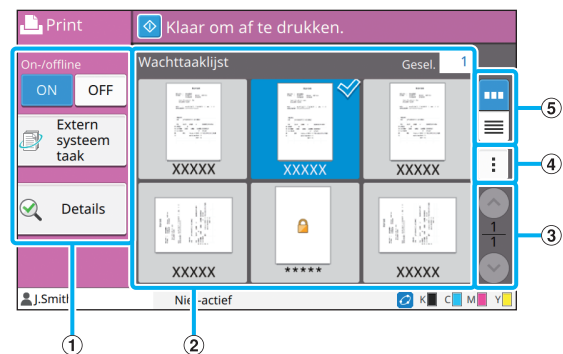 Print
Klaar om af te drukken.
On-/offline
ON OFF
Extern
systeem
taak
Details
Wachttaaklijst
Gesel. 1
XXXXX XXXXX XXXXX
XXXXX ***** XXXXX
1
1
J.Smith
Niet-actief
K C M Y
5
4
3
1
2